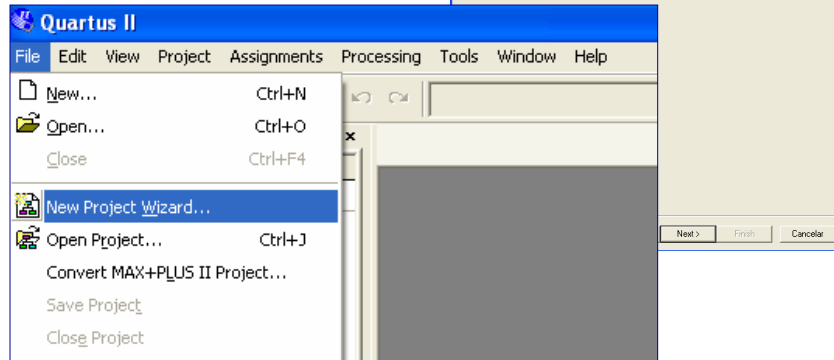 Quartus II
File Edit View Project Assignments Processing Tools Window Help
New... Ctrl+N
Open... Ctrl+O
Close Ctrl+F4
New Project Wizard...
Open Project... Ctrl+J
Convert MAX+PLUS II Project...
Save Project
Close Project
Next > Finish Cancelar